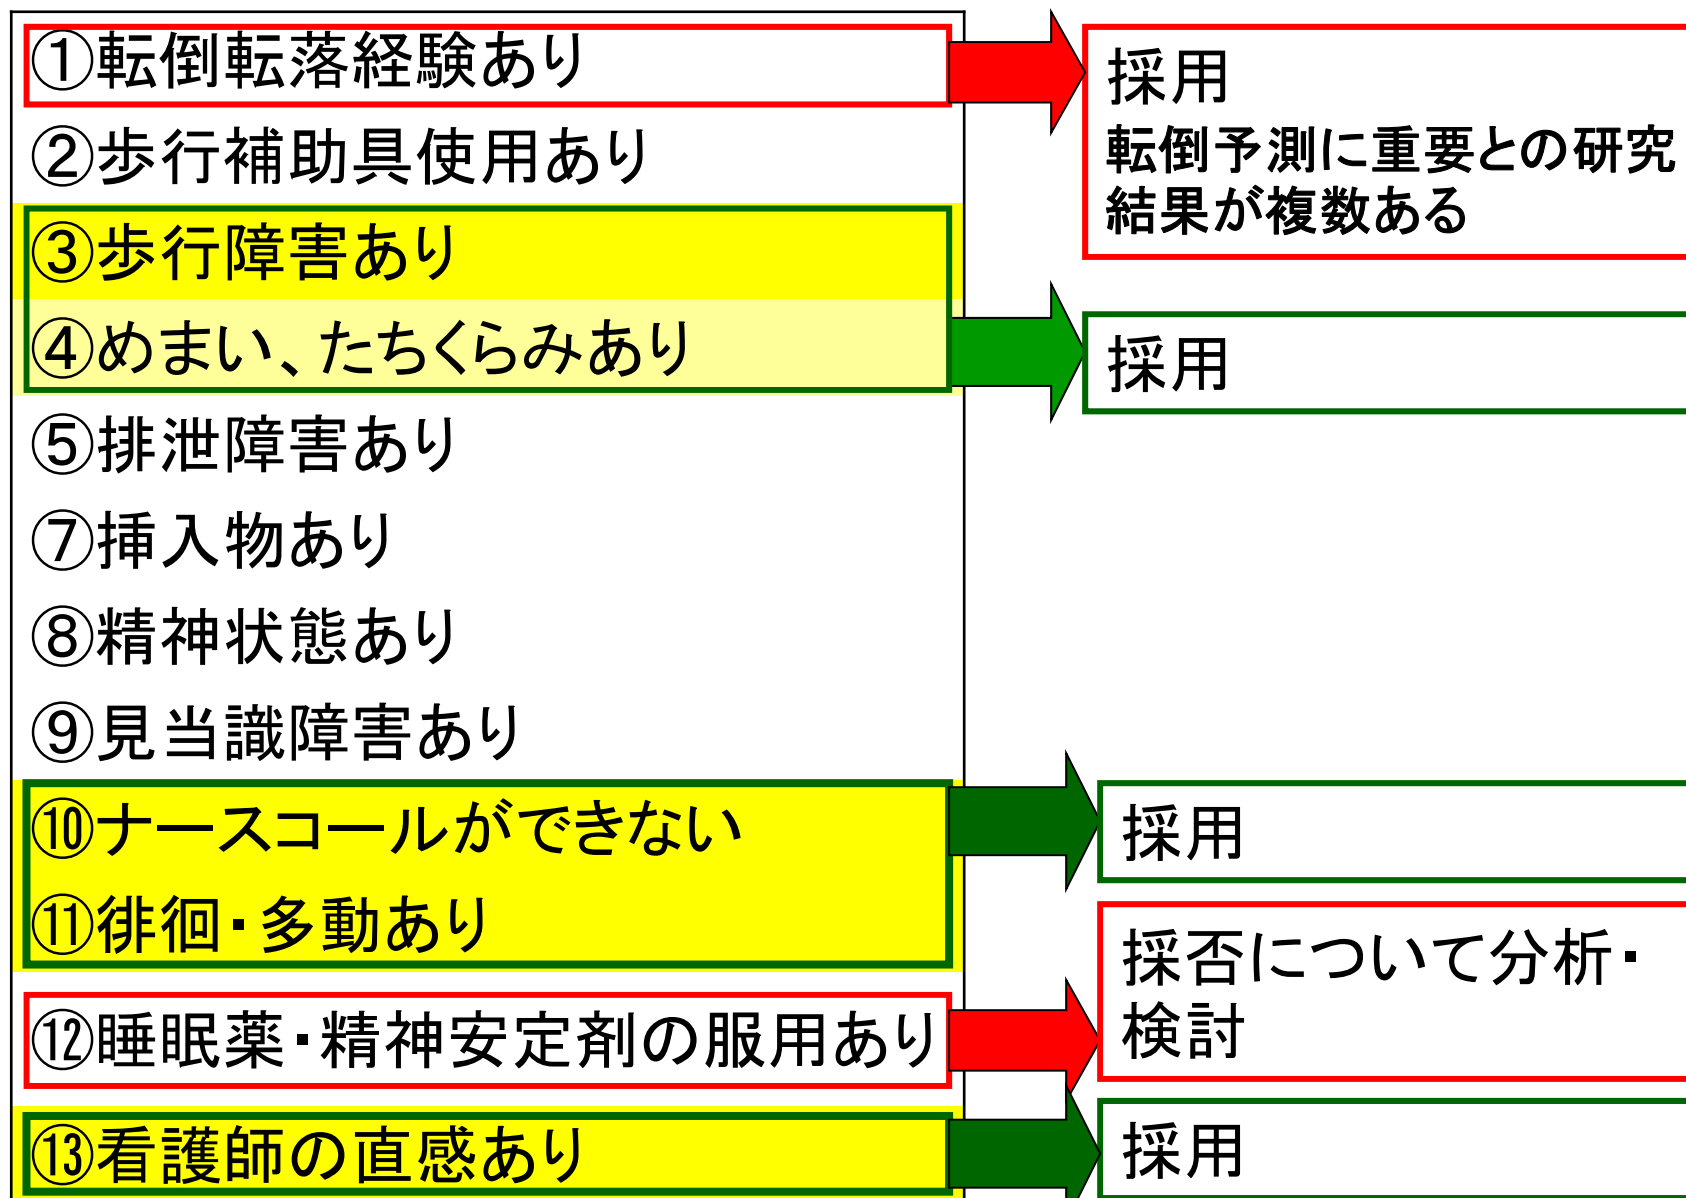 ①転倒転落経験あり
②歩行補助具使用あり
③歩行障害あり
④めまい、たちくらみあり
⑤排泄障害あり
⑦挿入物あり
⑧精神状態あり
⑨見当識障害あり
⑩ナースコールができない
⑪徘徊・多動あり
⑫睡眠薬・精神安定剤の服用あり
⑬看護師の直感あり
採用
転倒予測に重要との研究
結果が複数ある
採用
採用
採否について分析・
検討
採用